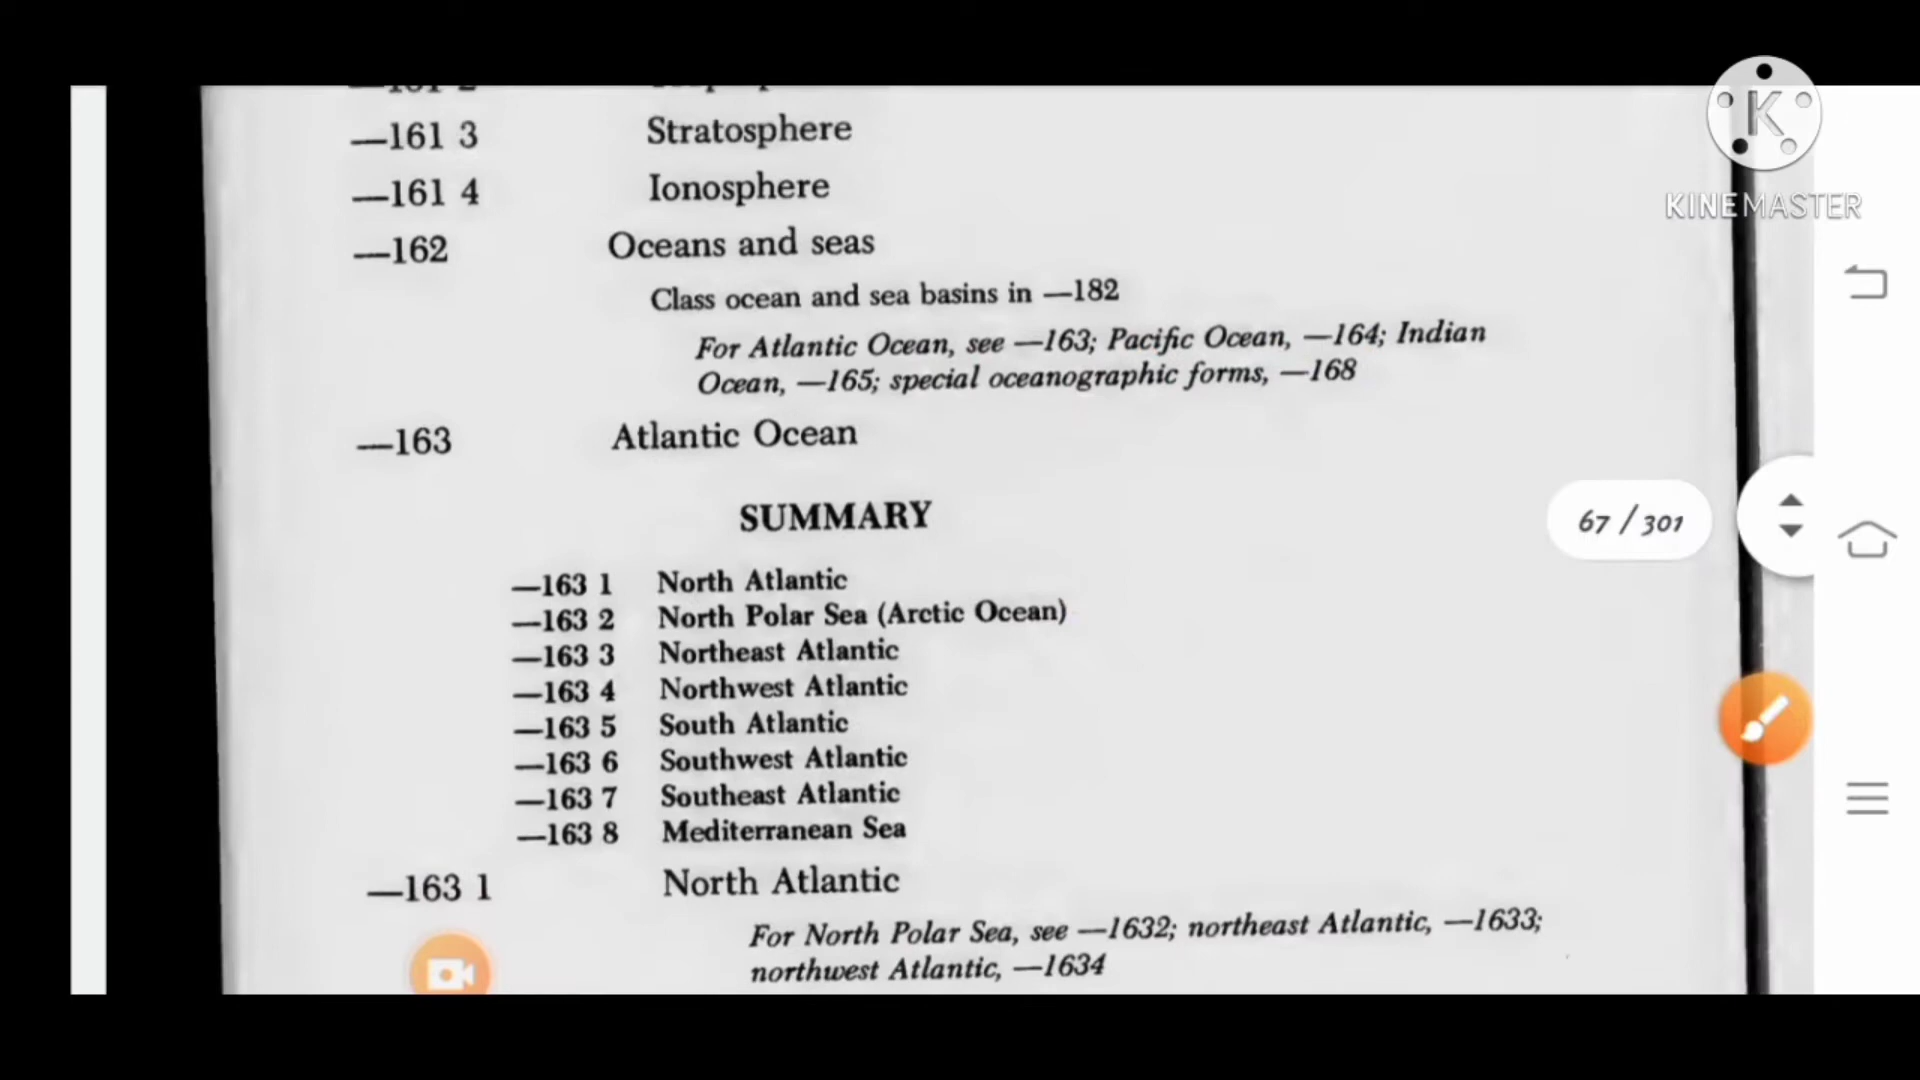 —161 3 Stratosphere
—161 4 Ionosphere
—162 Oceans and seas
Class ocean and sea basins in —182
For Atlantic Ocean, see —163; Pacific Ocean, —164; Indian
Ocean, —165; special oceanographic forms, —168
—163 Atlantic Ocean
SUMMARY
—163 1 North Atlantic
—163 2 North Polar Sea (Arctic Ocean)
—163 3 Northeast Atlantic
—163 4 Northwest Atlantic
—163 5 South Atlantic
—163 6 Southwest Atlantic
—163 7 Southeast Atlantic
—163 8 Mediterranean Sea
—163 1 North Atlantic
For North Polar Sea, see —1632; northeast Atlantic, —1633;
northwest Atlantic, —1634
K
KINEMASTER
67 / 301